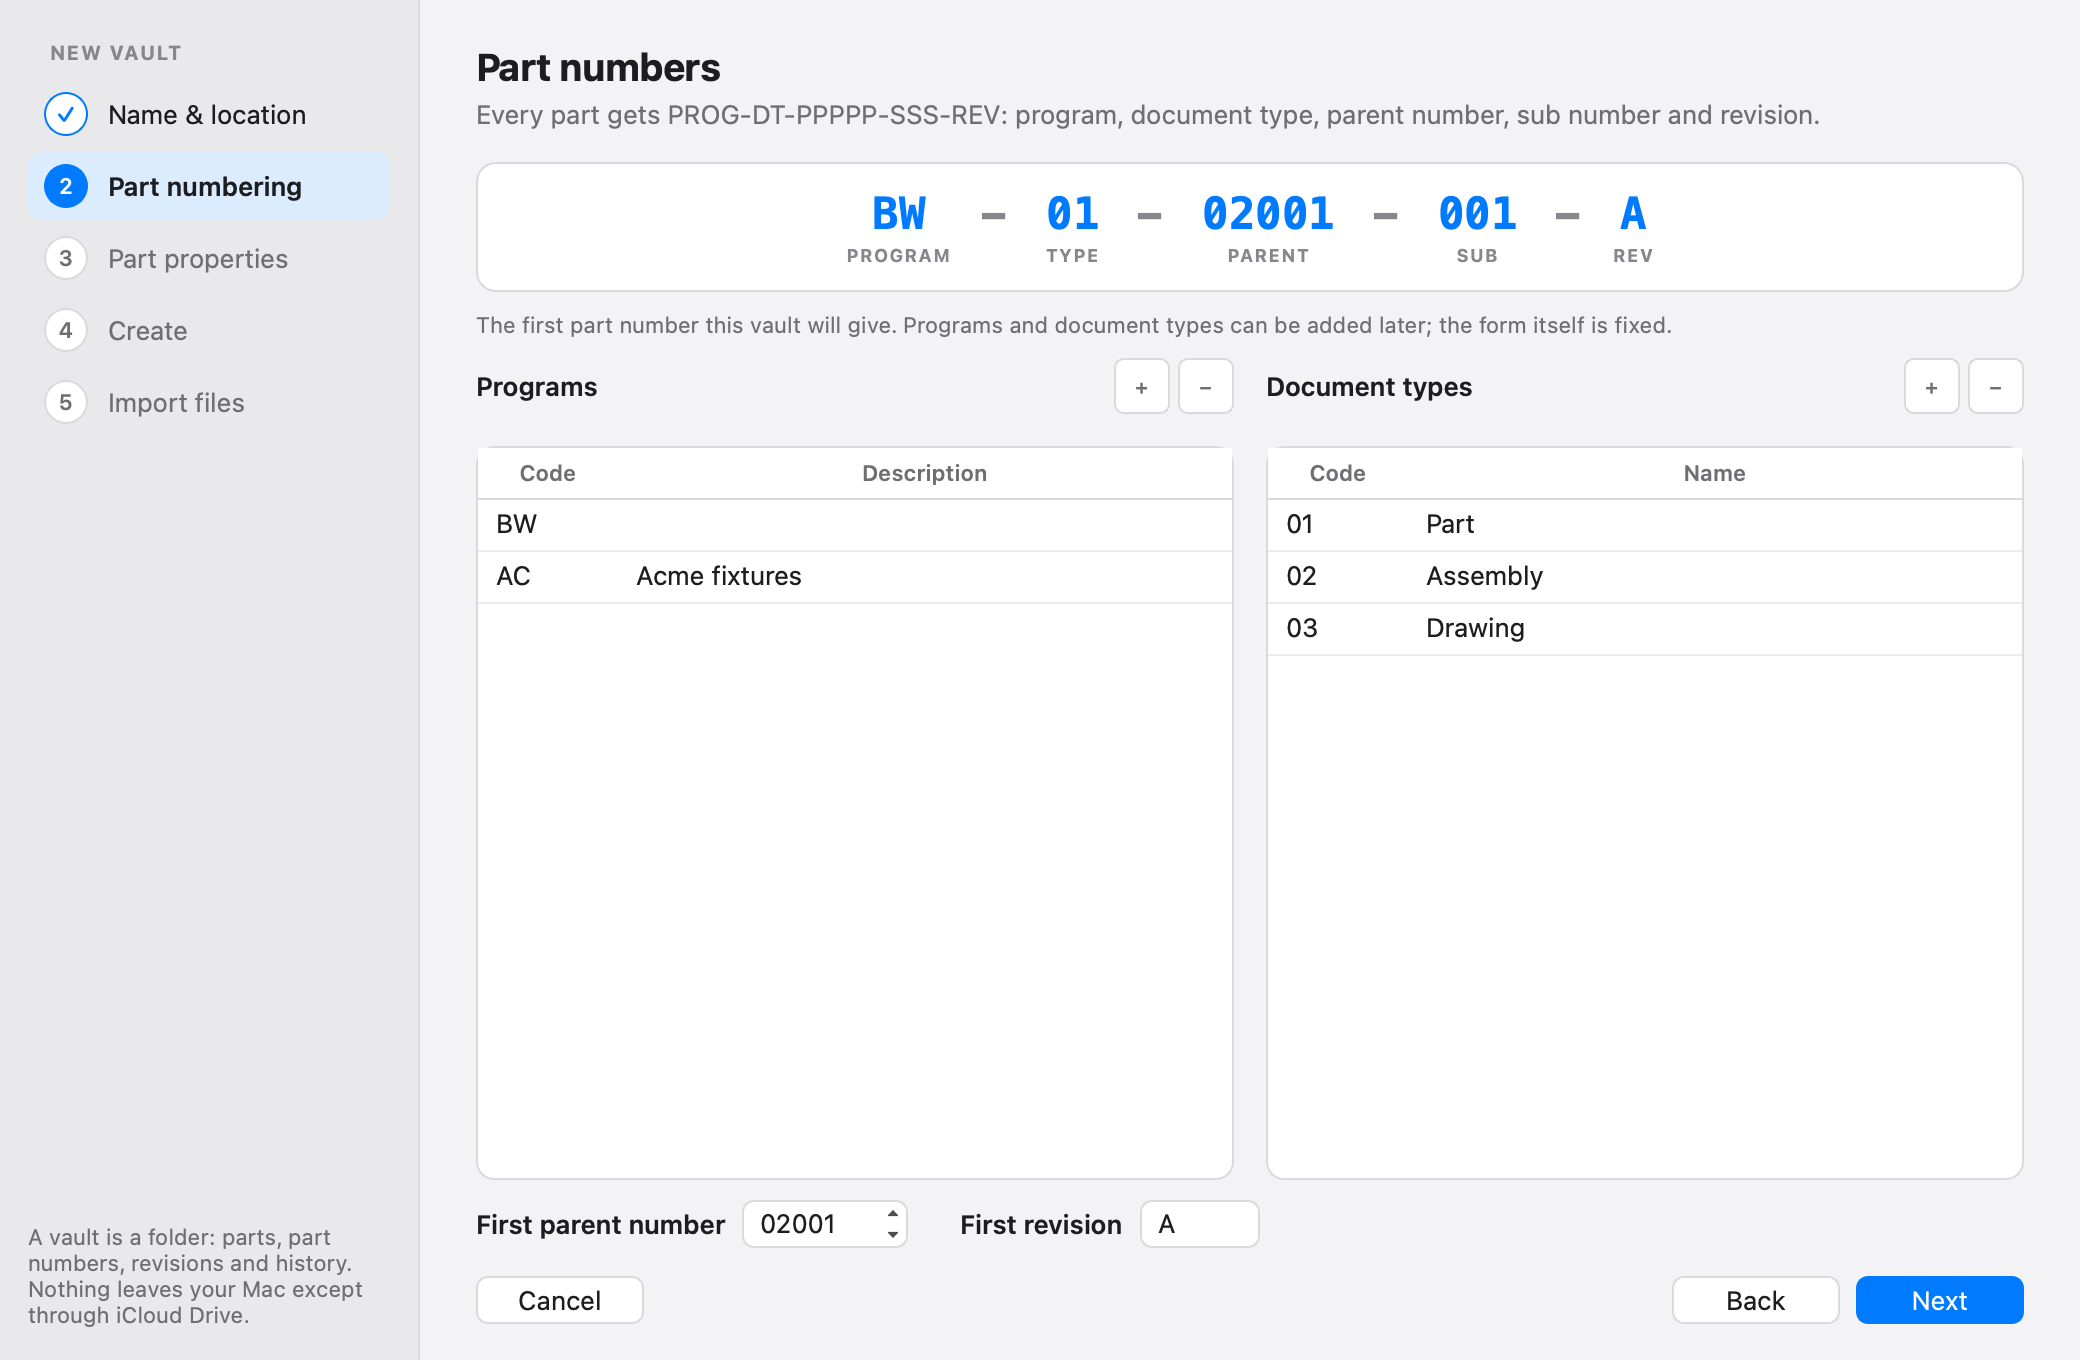 NEW VAULT
Name & location
2 Part numbering
3 Part properties
4 Create
5 Import files
A vault is a folder: parts, part
numbers, revisions and history.
Nothing leaves your Mac except
through iCloud Drive.
Part numbers
Every part gets PROG-DT-PPPPP-SSS-REV: program, document type, parent number, sub number and revision.
BW – 01 – 02001 – 001 – A
PROGRAM TYPE PARENT SUB REV
The first part number this vault will give. Programs and document types can be added later; the form itself is fixed.
Programs + −
Code Description
BW
AC Acme fixtures
Document types + −
Code Name
01 Part
02 Assembly
03 Drawing
First parent number 02001 First revision A
Cancel Back Next